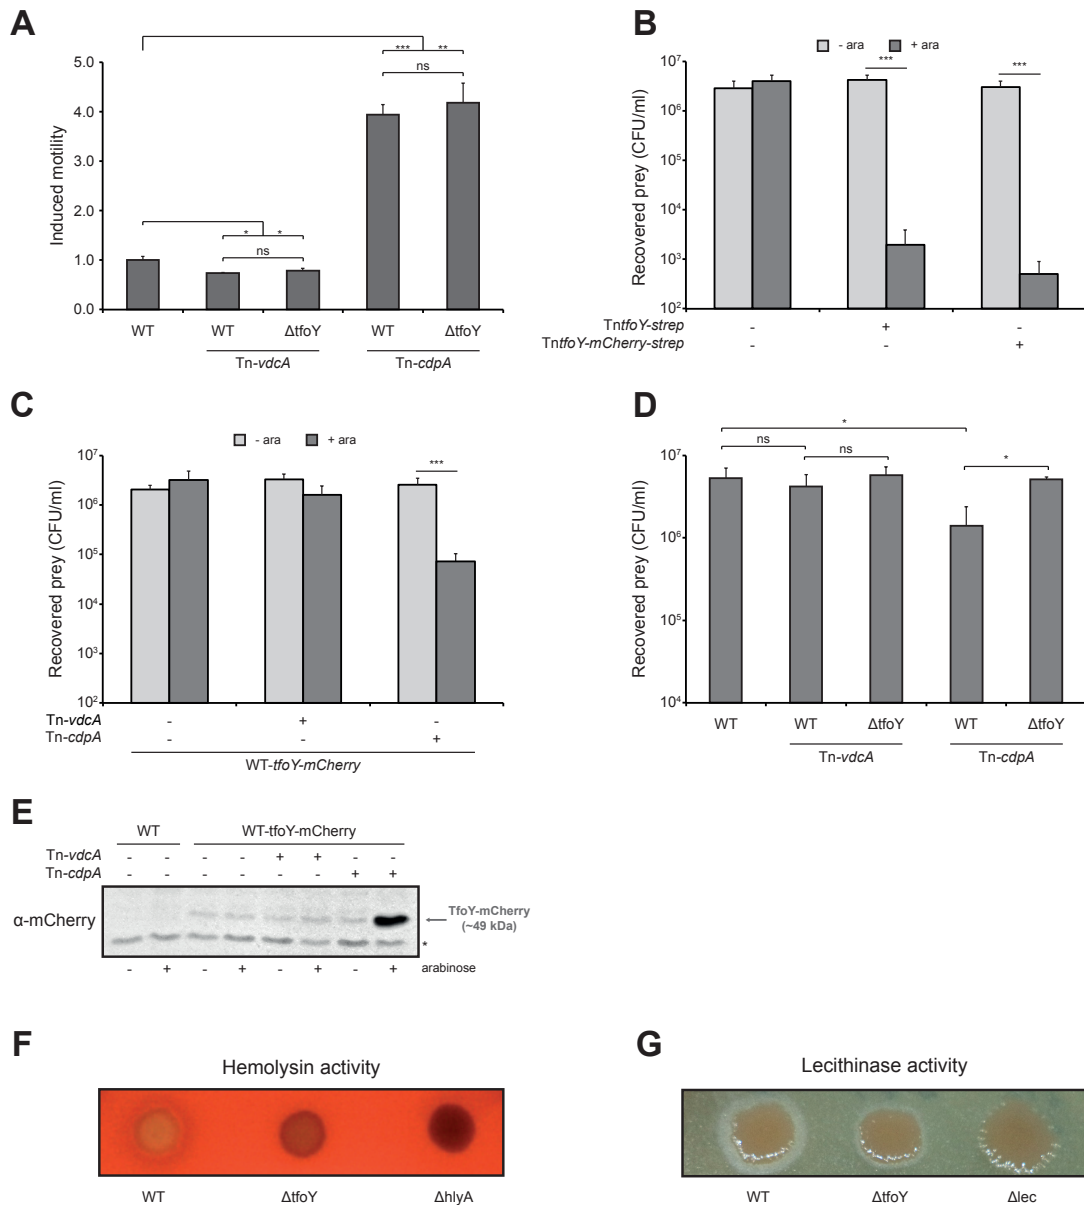 A
Induced motility
5.0
4.0
3.0
2.0
1.0
0.0
*** **
ns
* *
ns
WT WT ΔtfoY WT ΔtfoY
Tn-vdcA Tn-cdpA
B
- ara + ara
Recovered prey (CFU/ml)
10⁷
10⁶
10⁵
10⁴
10³
10²
*** ***
TntfoY-strep - + -
TntfoY-mCherry-strep - - +
C
- ara + ara
Recovered prey (CFU/ml)
10⁷
10⁶
10⁵
10⁴
10³
10²
***
Tn-vdcA - + -
Tn-cdpA - - +
WT-tfoY-mCherry
D
Recovered prey (CFU/ml)
10⁷
10⁶
10⁵
10⁴
*
ns
ns
*
WT WT ΔtfoY WT ΔtfoY
Tn-vdcA Tn-cdpA
E
WT WT-tfoY-mCherry
Tn-vdcA - - - - + + - -
Tn-cdpA - - - - - - + +
α-mCherry
TfoY-mCherry
(~49 kDa)
*
- + - + - + - + arabinose
F
Hemolysin activity
WT ΔtfoY ΔhlyA
G
Lecithinase activity
WT ΔtfoY Δlec